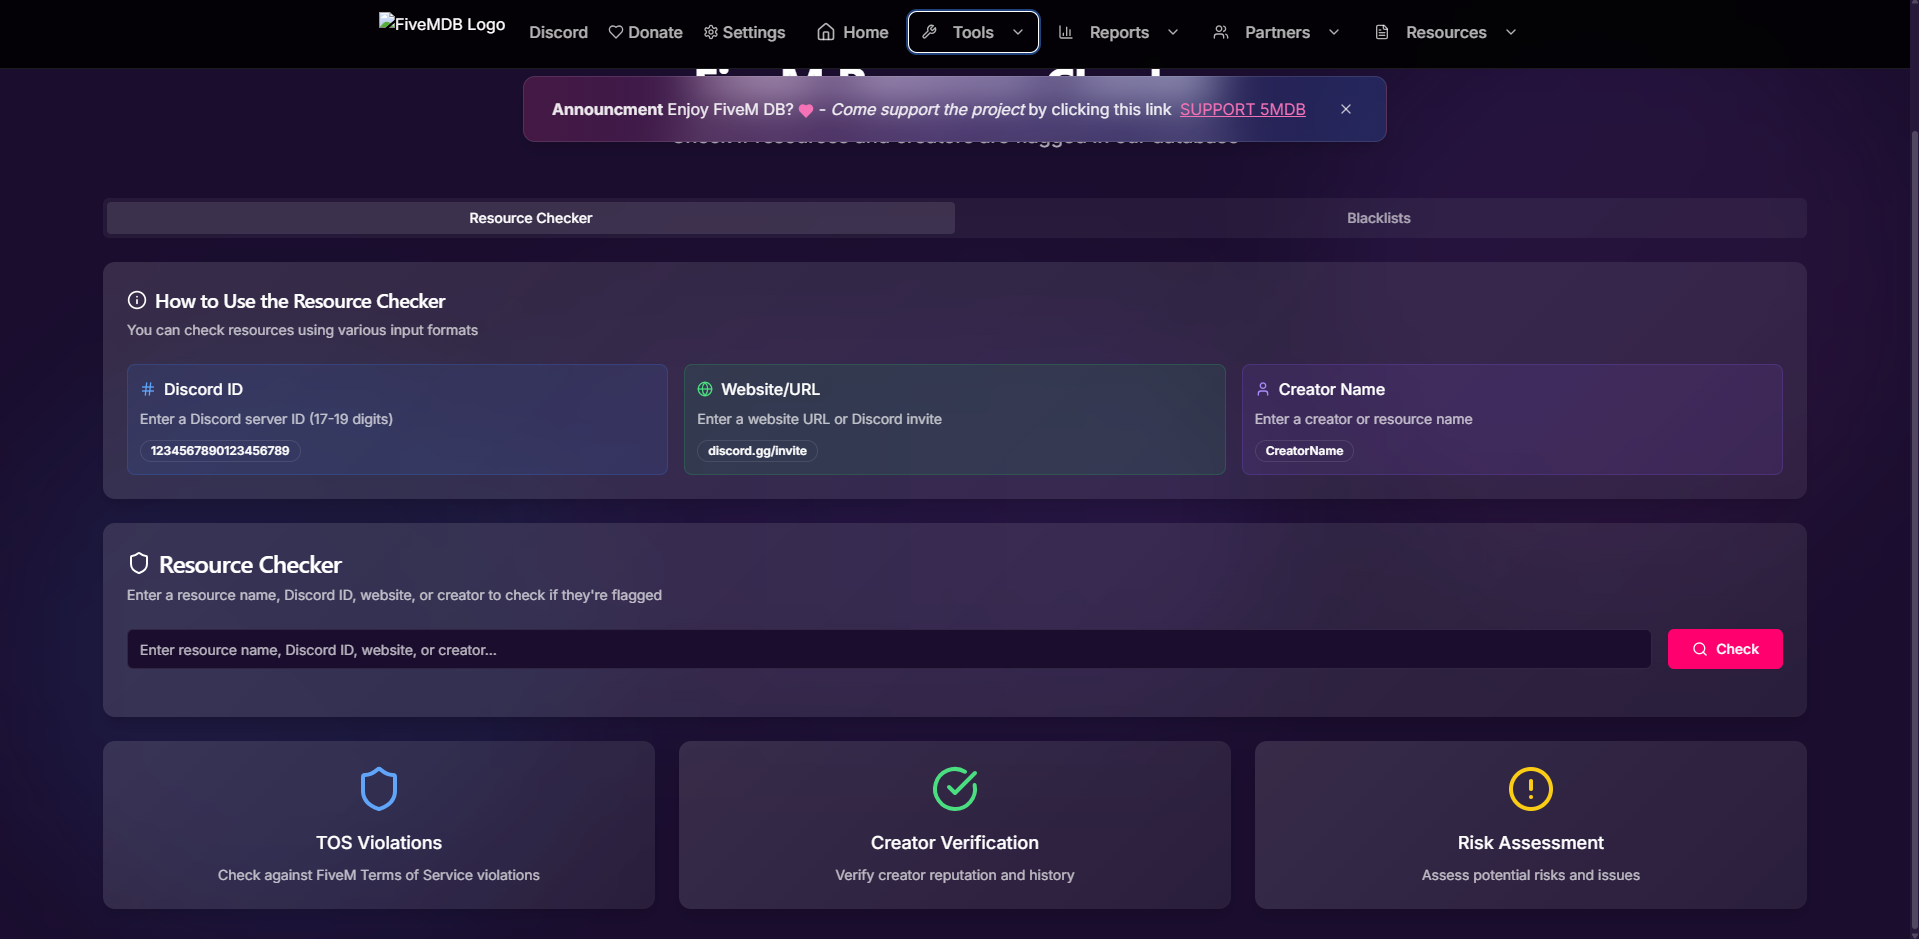 FiveMDB Logo
Discord
Donate
Settings
Home
Tools
Reports
Partners
Resources
Announcment Enjoy FiveM DB? - Come support the project by clicking this link SUPPORT 5MDB
Resource Checker
Blacklists
How to Use the Resource Checker
You can check resources using various input formats
Discord ID
Enter a Discord server ID (17-19 digits)
1234567890123456789
Website/URL
Enter a website URL or Discord invite
discord.gg/invite
Creator Name
Enter a creator or resource name
CreatorName
Resource Checker
Enter a resource name, Discord ID, website, or creator to check if they're flagged
Enter resource name, Discord ID, website, or creator...
Check
TOS Violations
Check against FiveM Terms of Service violations
Creator Verification
Verify creator reputation and history
Risk Assessment
Assess potential risks and issues